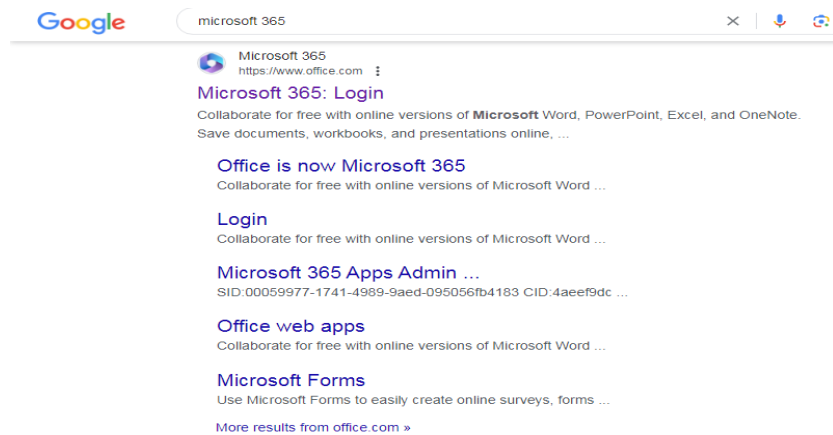 Google
microsoft 365
Microsoft 365
https://www.office.com
Microsoft 365: Login
Collaborate for free with online versions of Microsoft Word, PowerPoint, Excel, and OneNote.
Save documents, workbooks, and presentations online, ...
Office is now Microsoft 365
Collaborate for free with online versions of Microsoft Word ...
Login
Collaborate for free with online versions of Microsoft Word ...
Microsoft 365 Apps Admin ...
SID:00059977-1741-4989-9aed-095056fb4183 CID:4aeef9dc ...
Office web apps
Collaborate for free with online versions of Microsoft Word ...
Microsoft Forms
Use Microsoft Forms to easily create online surveys, forms ...
More results from office.com »